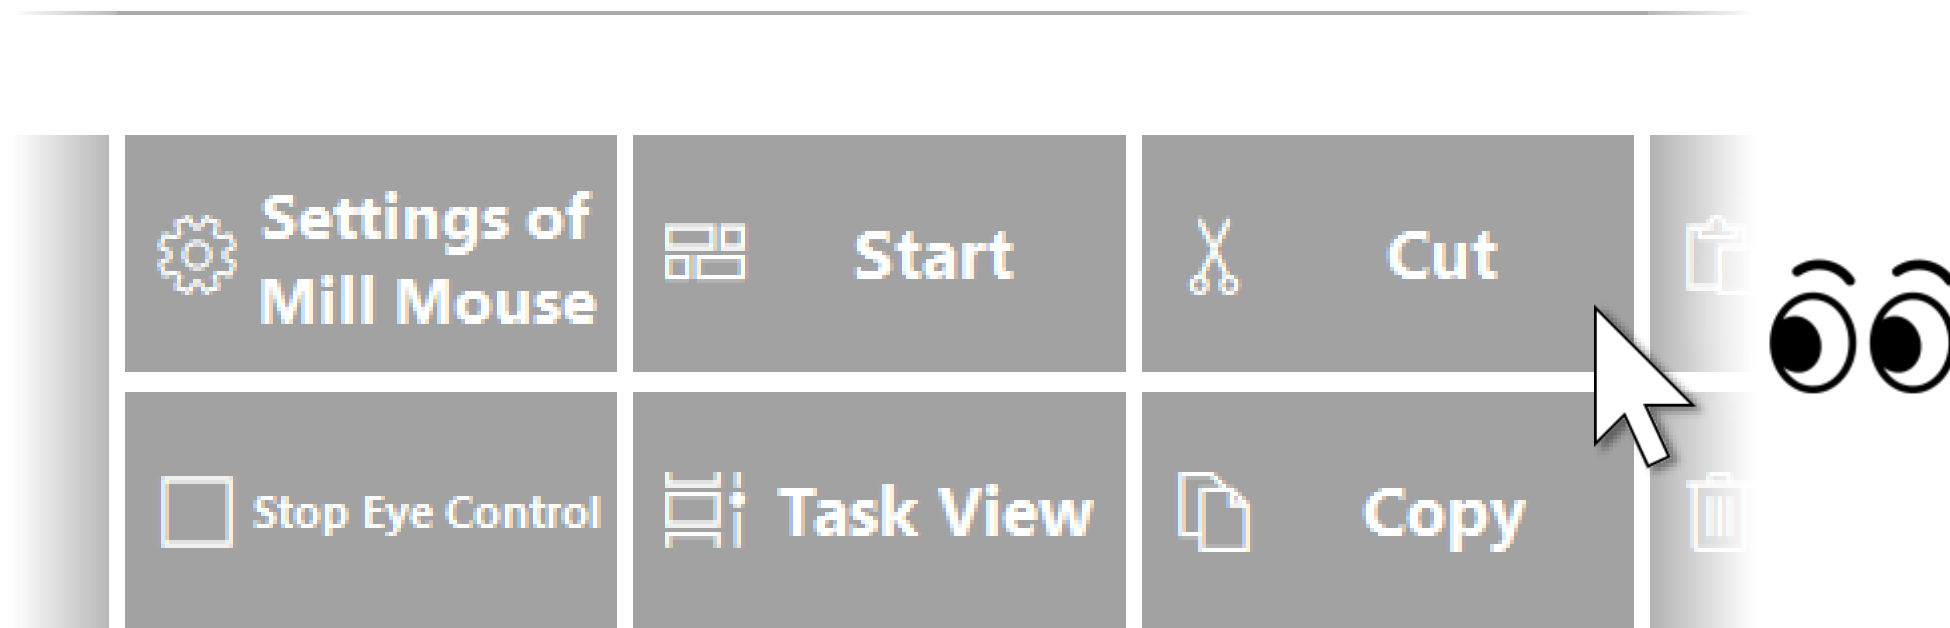 Settings of
Mill Mouse
Start
Cut
Stop Eye Control
Task View
Copy